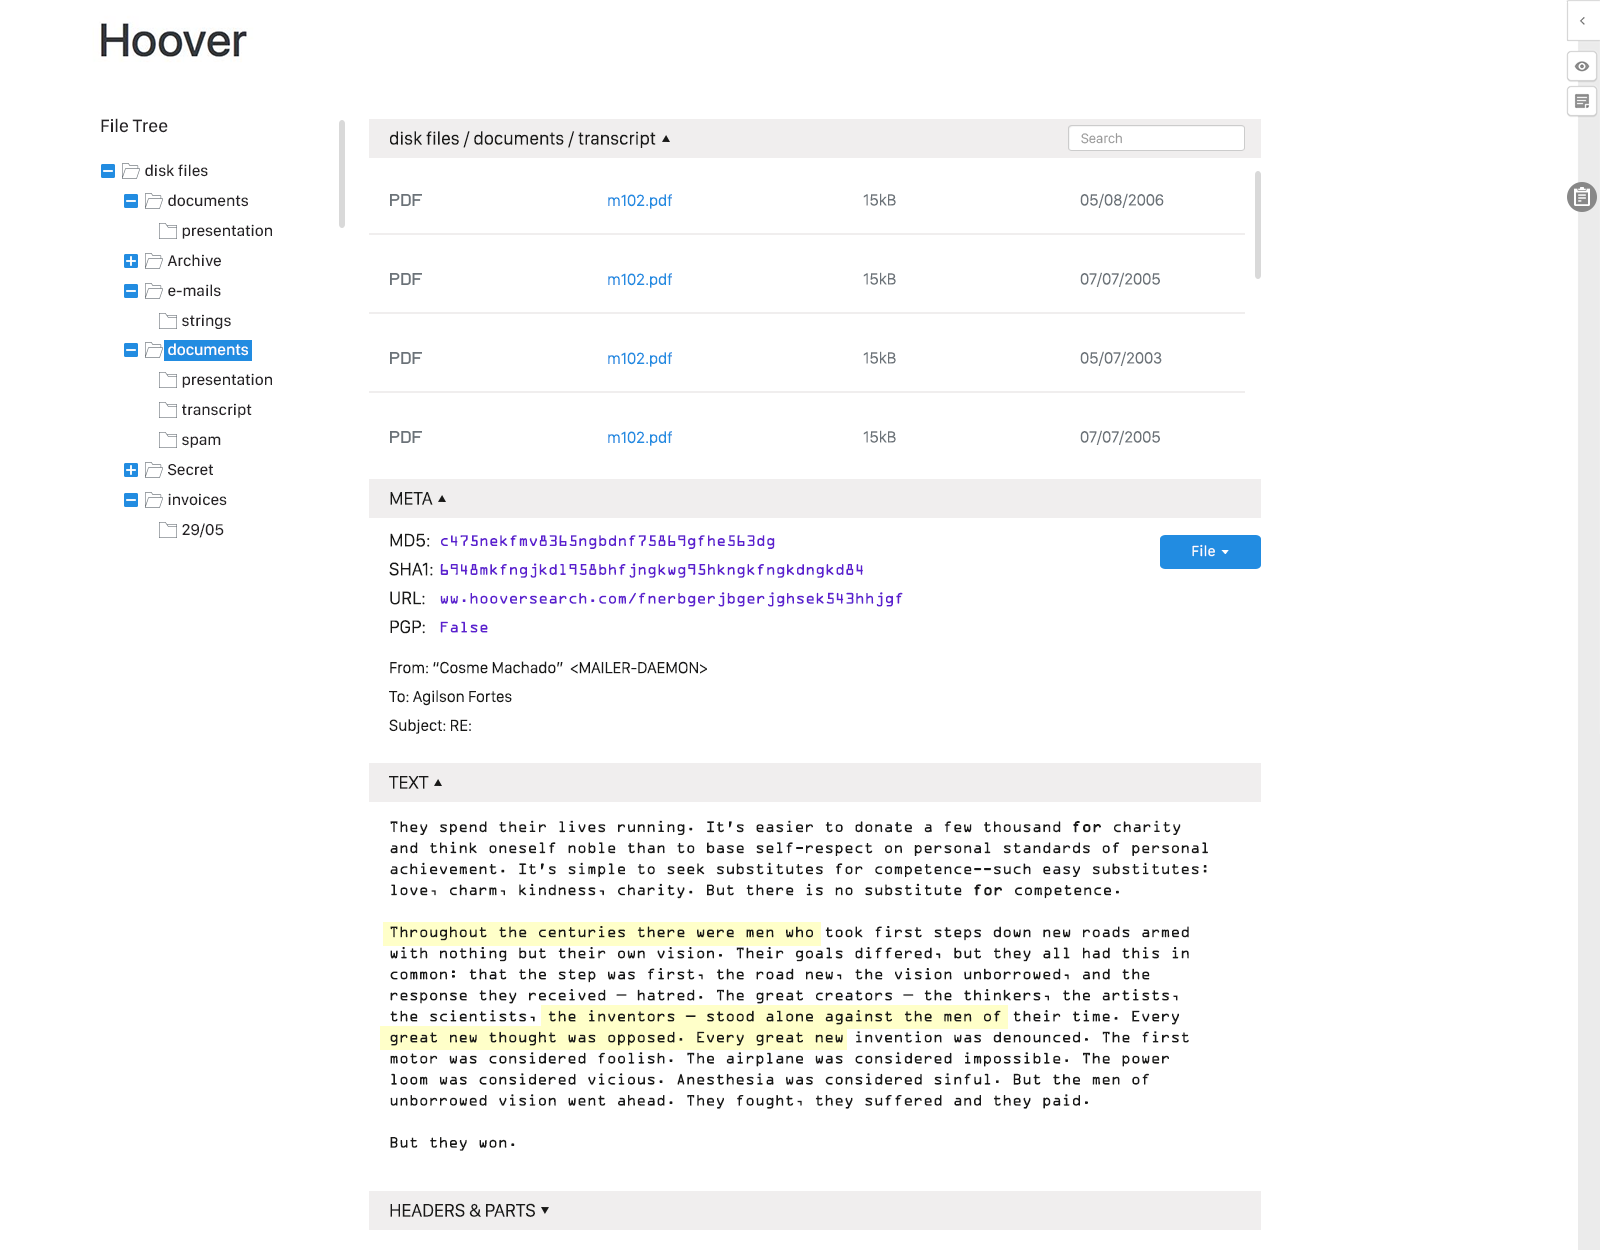 Hoover
File Tree
disk files
documents
presentation
Archive
e-mails
strings
documents
presentation
transcript
spam
Secret
invoices
29/05
disk files / documents / transcript ▲
Search
PDF m102.pdf 15kB 05/08/2006
PDF m102.pdf 15kB 07/07/2005
PDF m102.pdf 15kB 05/07/2003
PDF m102.pdf 15kB 07/07/2005
META ▲
MD5: c475nekfmv8365ngbdnf75869gfhe563dg
File
SHA1: 6948mkfngjkdl958bhfjngkwg95hkngkfngkdngkd84
URL: ww.hooversearch.com/fnerbgerjbgerjghsek543hhjgf
PGP: False
From: “Cosme Machado” <MAILER-DAEMON>
To: Agilson Fortes
Subject: RE:
TEXT ▲
They spend their lives running. It's easier to donate a few thousand for charity
and think oneself noble than to base self-respect on personal standards of personal
achievement. It's simple to seek substitutes for competence--such easy substitutes:
love, charm, kindness, charity. But there is no substitute for competence.
Throughout the centuries there were men who took first steps down new roads armed
with nothing but their own vision. Their goals differed, but they all had this in
common: that the step was first, the road new, the vision unborrowed, and the
response they received — hatred. The great creators — the thinkers, the artists,
the scientists, the inventors — stood alone against the men of their time. Every
great new thought was opposed. Every great new invention was denounced. The first
motor was considered foolish. The airplane was considered impossible. The power
loom was considered vicious. Anesthesia was considered sinful. But the men of
unborrowed vision went ahead. They fought, they suffered and they paid.
But they won.
HEADERS & PARTS ▼